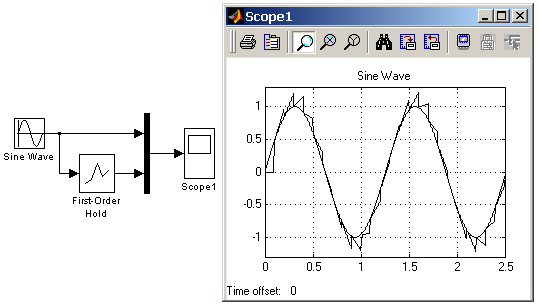 Scope1
Sine Wave
1
0.5
0
-0.5
-1
0
0.5
1
1.5
2
2.5
Time offset: 0
Sine Wave
First-Order
Hold
Scope1